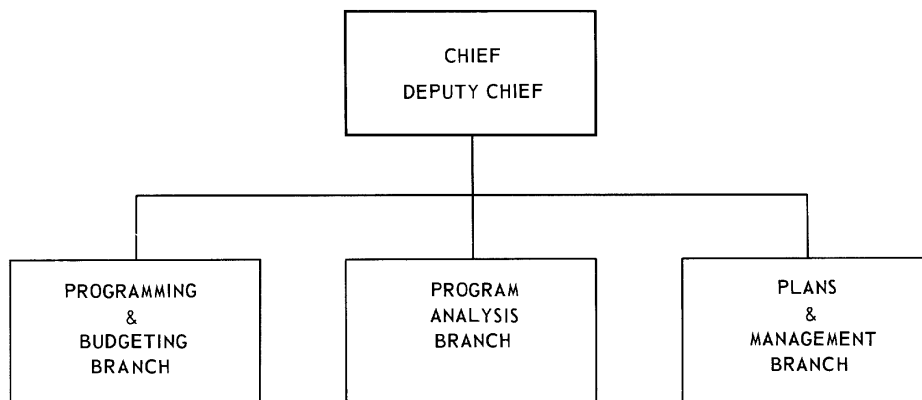 CHIEF
DEPUTY CHIEF
PROGRAMMING
&
BUDGETING
BRANCH
PROGRAM
ANALYSIS
BRANCH
PLANS
&
MANAGEMENT
BRANCH